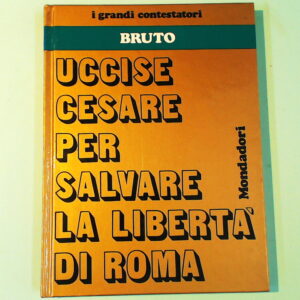 i grandi contestatori
BRUTO
UCCISE
CESARE
PER
SALVARE
LA LIBERTA'
DI ROMA
Mondadori